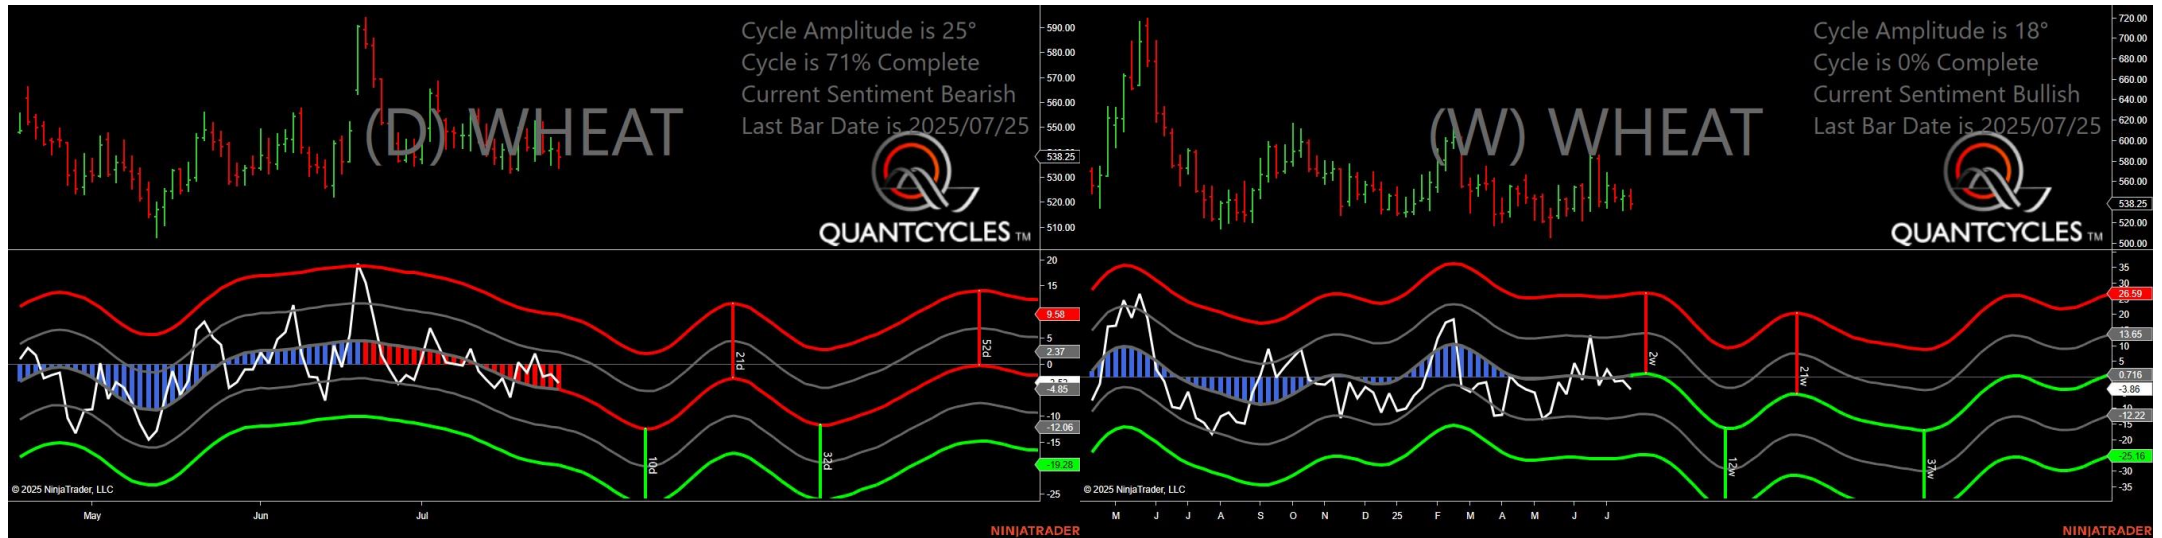 Cycle Amplitude is 25°
Cycle is 71% Complete
Current Sentiment Bearish
Last Bar Date is 2025/07/25
(D) WHEAT
QUANTCYCLES TM
590.00
580.00
570.00
560.00
550.00
538.25
530.00
520.00
510.00
20
15
9.58
5
2.37
0
-4.85
-10
-12.06
-15
-19.28
-25
10d
21d
32d
52d
© 2025 NinjaTrader, LLC
May Jun Jul
NINJATRADER
Cycle Amplitude is 18°
Cycle is 0% Complete
Current Sentiment Bullish
Last Bar Date is 2025/07/25
(W) WHEAT
QUANTCYCLES TM
720.00
700.00
680.00
660.00
640.00
620.00
600.00
580.00
560.00
538.25
520.00
500.00
35
30
26.59
20
13.65
10
5
0.716
-3.86
-12.22
-15
-20
-25.16
-30
-35
2w
12w
21w
37w
© 2025 NinjaTrader, LLC
M J J A S O N D 25 F M A M J J
NINJATRADER